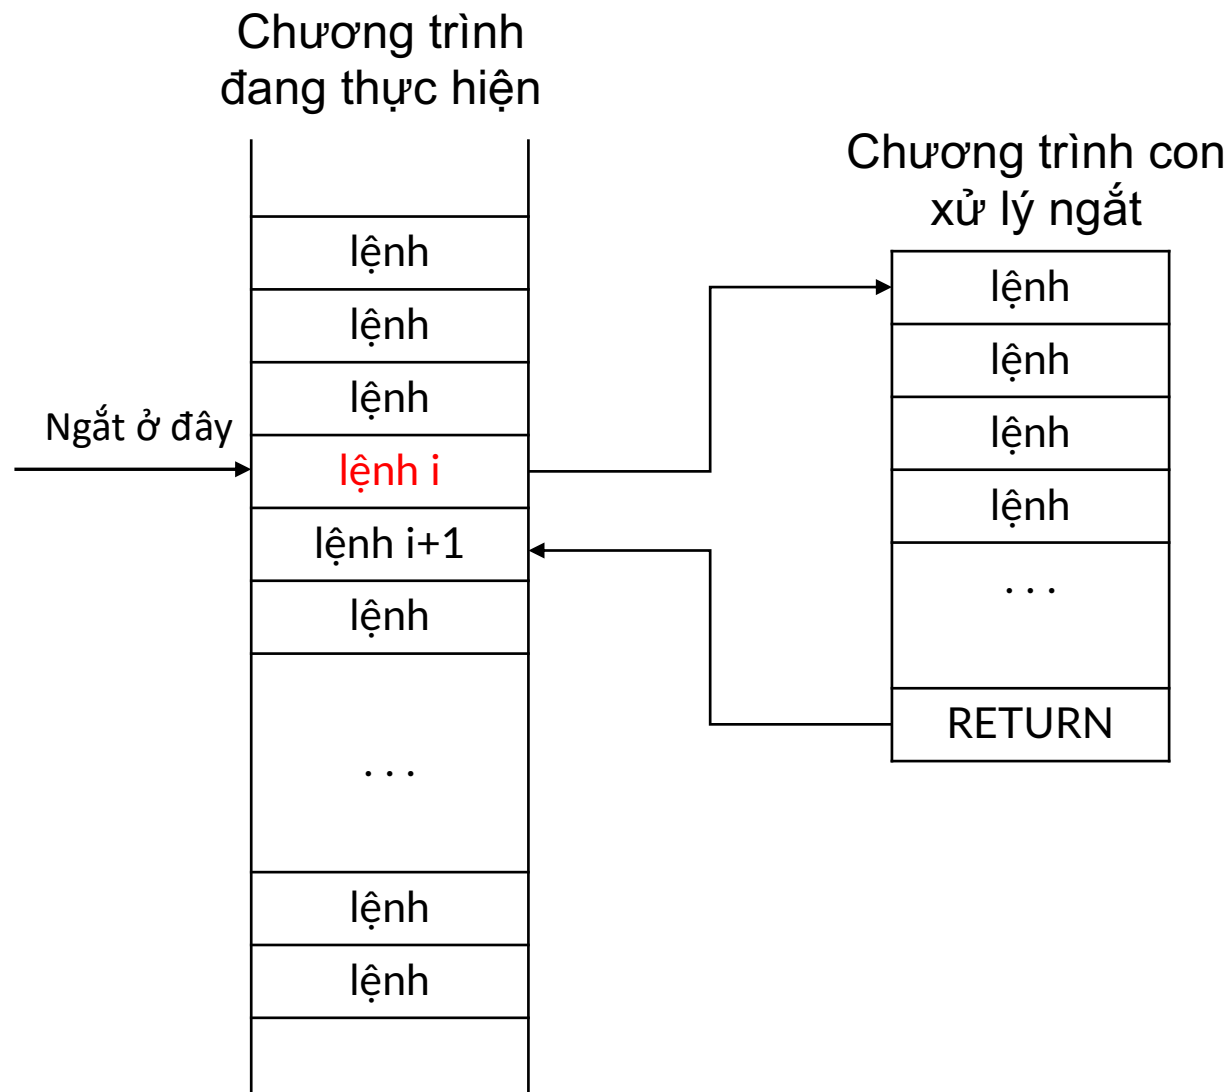 Chương trình
đang thực hiện
lệnh
lệnh
lệnh
Ngắt ở đây
lệnh i
lệnh i+1
lệnh
. . .
lệnh
lệnh
Chương trình con
xử lý ngắt
lệnh
lệnh
lệnh
lệnh
. . .
RETURN